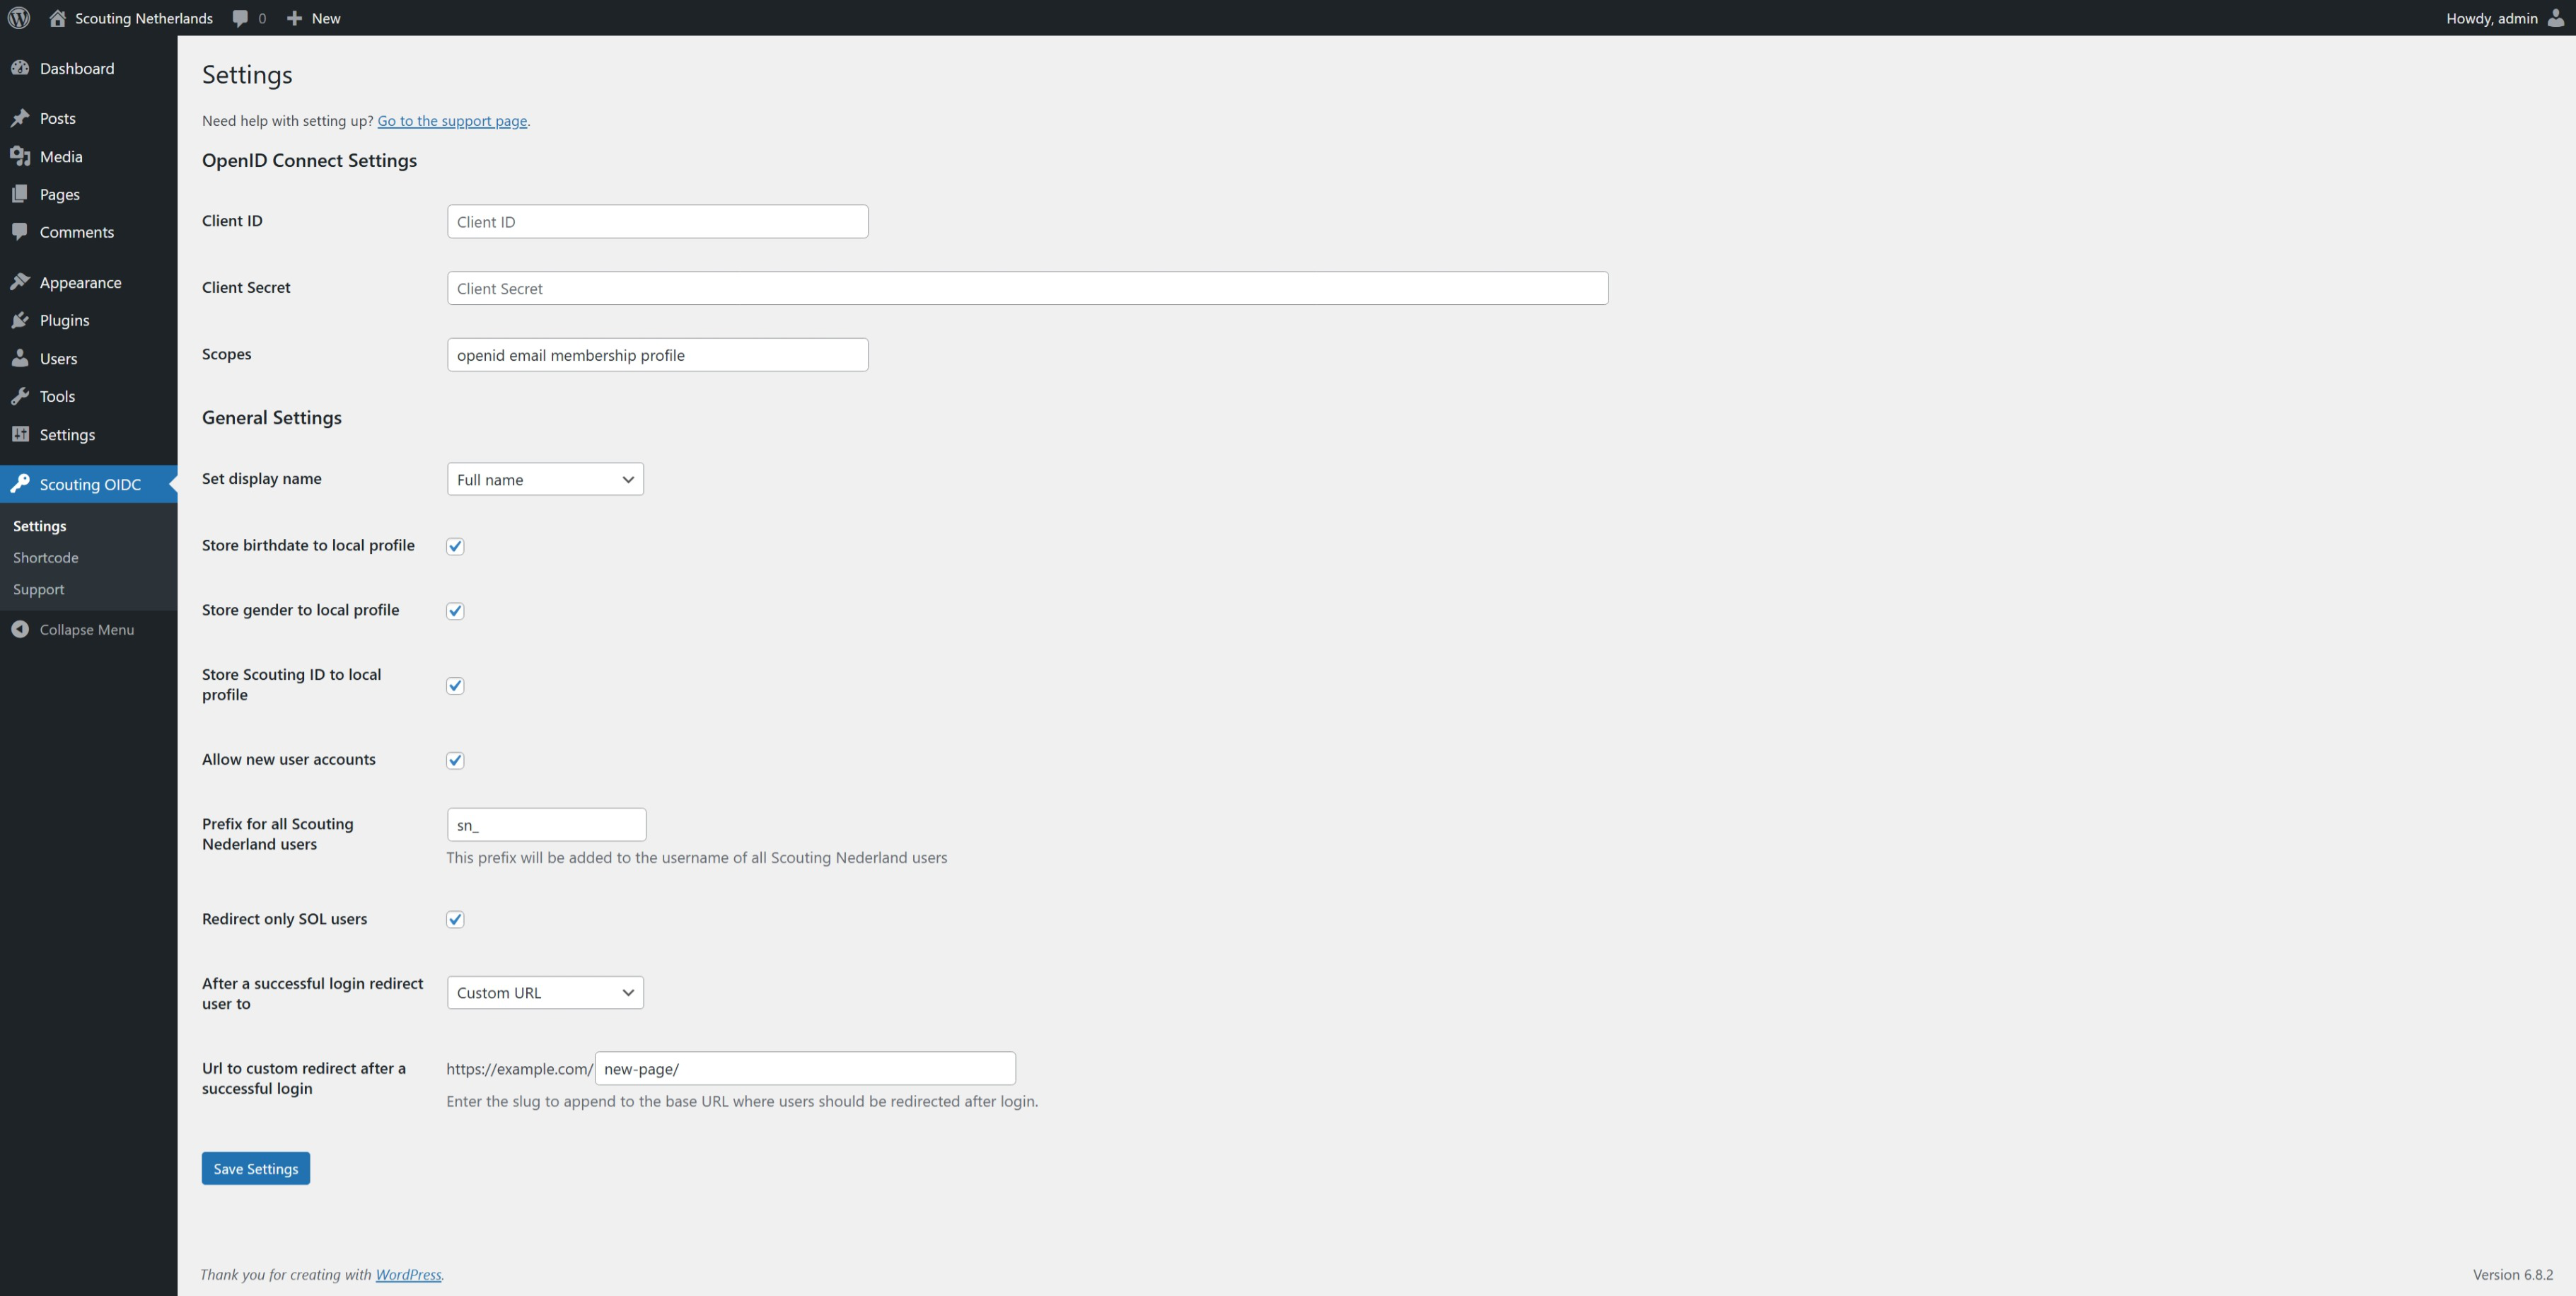 Scouting Netherlands 0 New Howdy, admin
Dashboard
Posts
Media
Pages
Comments
Appearance
Plugins
Users
Tools
Settings
Scouting OIDC
Settings
Shortcode
Support
Collapse Menu
Settings
Need help with setting up? Go to the support page.
OpenID Connect Settings
Client ID Client ID
Client Secret Client Secret
Scopes openid email membership profile
General Settings
Set display name Full name
Store birthdate to local profile
Store gender to local profile
Store Scouting ID to local
profile
Allow new user accounts
Prefix for all Scouting
Nederland users
sn_
This prefix will be added to the username of all Scouting Nederland users
Redirect only SOL users
After a successful login redirect
user to
Custom URL
Url to custom redirect after a
successful login
https://example.com/ new-page/
Enter the slug to append to the base URL where users should be redirected after login.
Save Settings
Thank you for creating with WordPress. Version 6.8.2